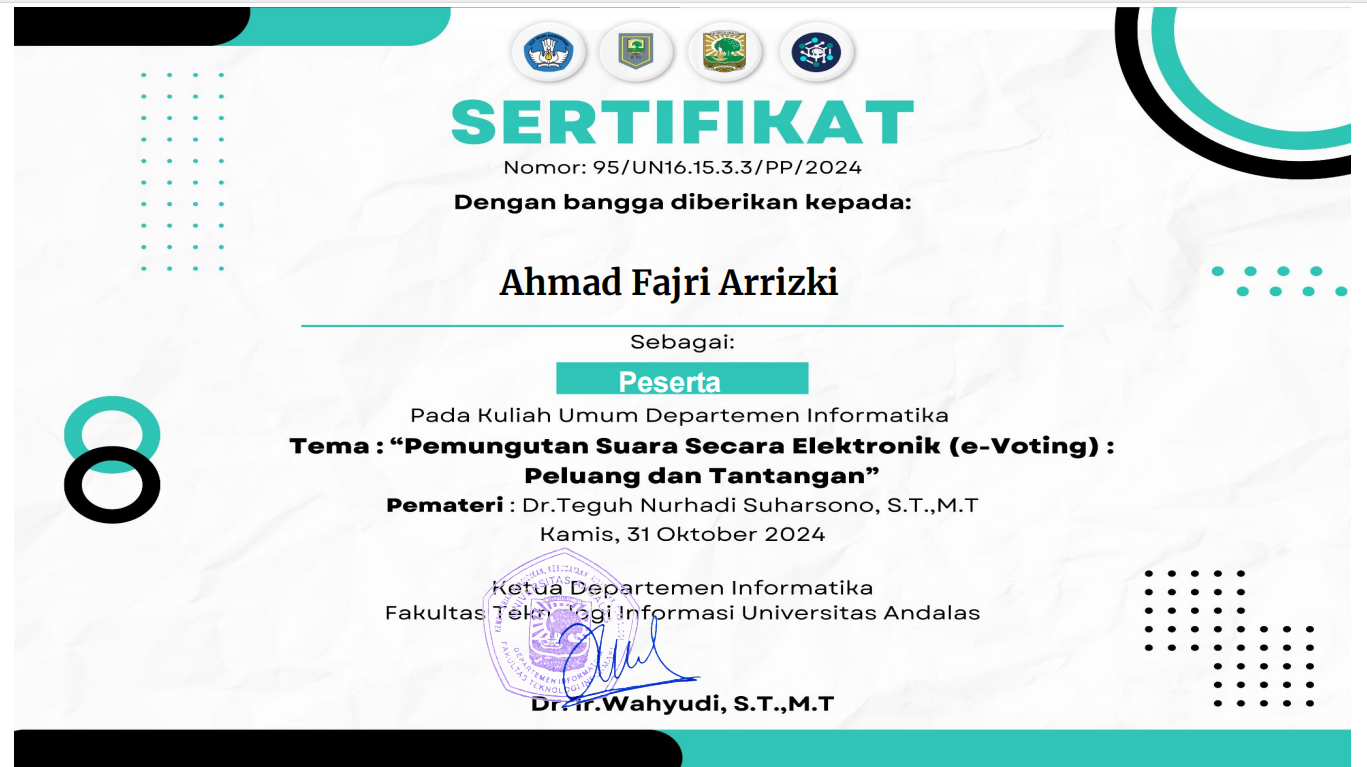 SERTIFIKAT
Nomor: 95/UN16.15.3.3/PP/2024
Dengan bangga diberikan kepada:
Ahmad Fajri Arrizki
Sebagai:
Peserta
Pada Kuliah Umum Departemen Informatika
Tema : “Pemungutan Suara Secara Elektronik (e-Voting) :
Peluang dan Tantangan”
Pemateri : Dr.Teguh Nurhadi Suharsono, S.T.,M.T
Kamis, 31 Oktober 2024
Ketua Departemen Informatika
Fakultas Teknologi Informasi Universitas Andalas
Dr. Ir.Wahyudi, S.T.,M.T